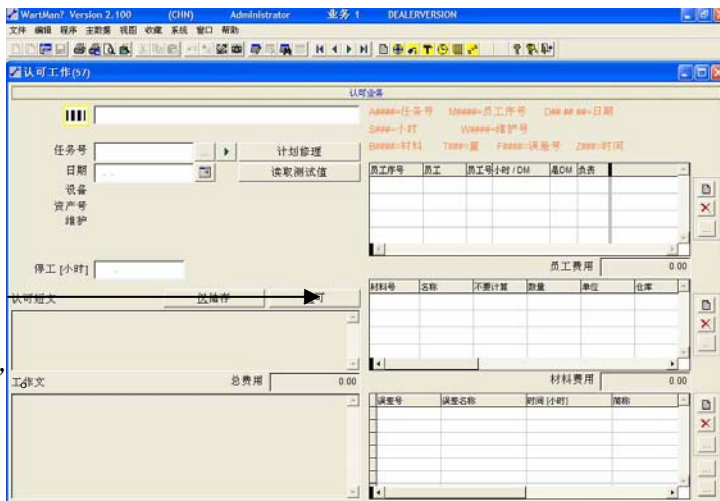 WartMan? Version 2.100 (CHN) Administrator 业务 1 DEALERVERSION
文件 编辑 程序 主数据 视图 收藏 系统 窗口 帮助
认可工作(57)
认可业务
A####=任务号 M####=员工序号 D## ## ##=日期
S###=小时 W####=维护号
B####=材料 T###=量 F####=误差号 Z###=时间
任务号 计划修理
日期 读取测试值
设备
资产号
维护
员工序号 员工 员工号 小时 / DM 是DM 负责
停工 [小时]
员工费用 0.00
认可短文 认可
材料号 名称 不要计算 数量 单位 仓库
材料费用 0.00
工作文 总费用 0.00
误差号 误差名称 时间 [小时] 简称